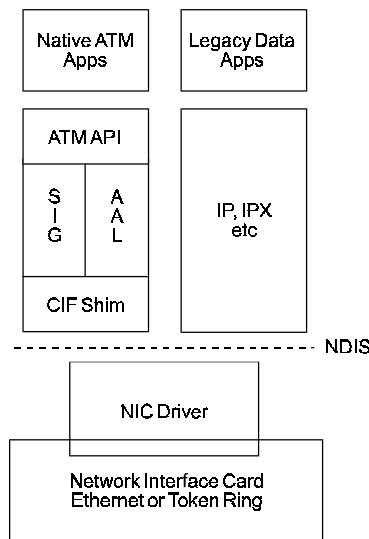 Native ATM
Apps
Legacy Data
Apps
ATM API
S
I
G
A
A
L
IP, IPX
etc
CIF Shim
NDIS
NIC Driver
Network Interface Card
Ethernet or Token Ring